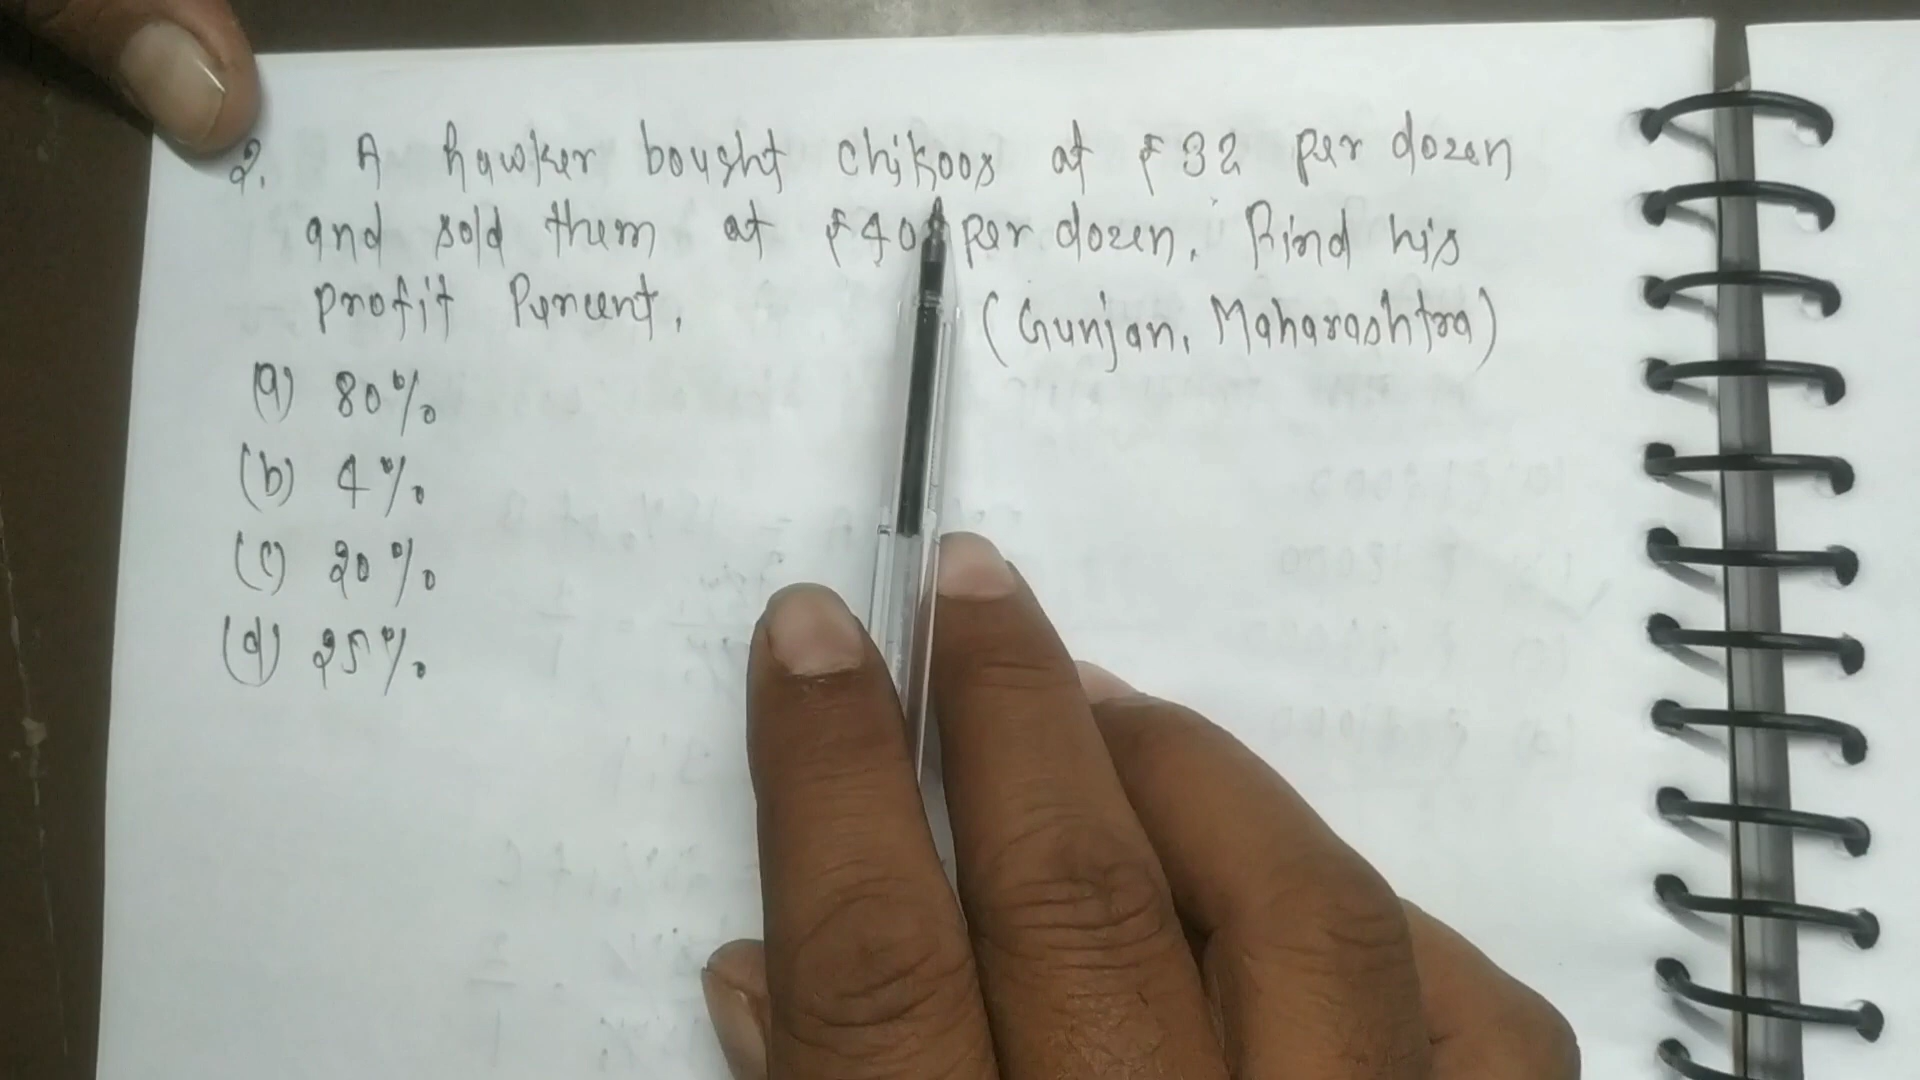 2. A hawker bought chikoos at ₹32 per dozen
and sold them at ₹40 per dozen. Find his
profit Percent.
(Gunjan, Maharashtra)
(a) 80%
(b) 4%
(c) 20%
(d) 25%